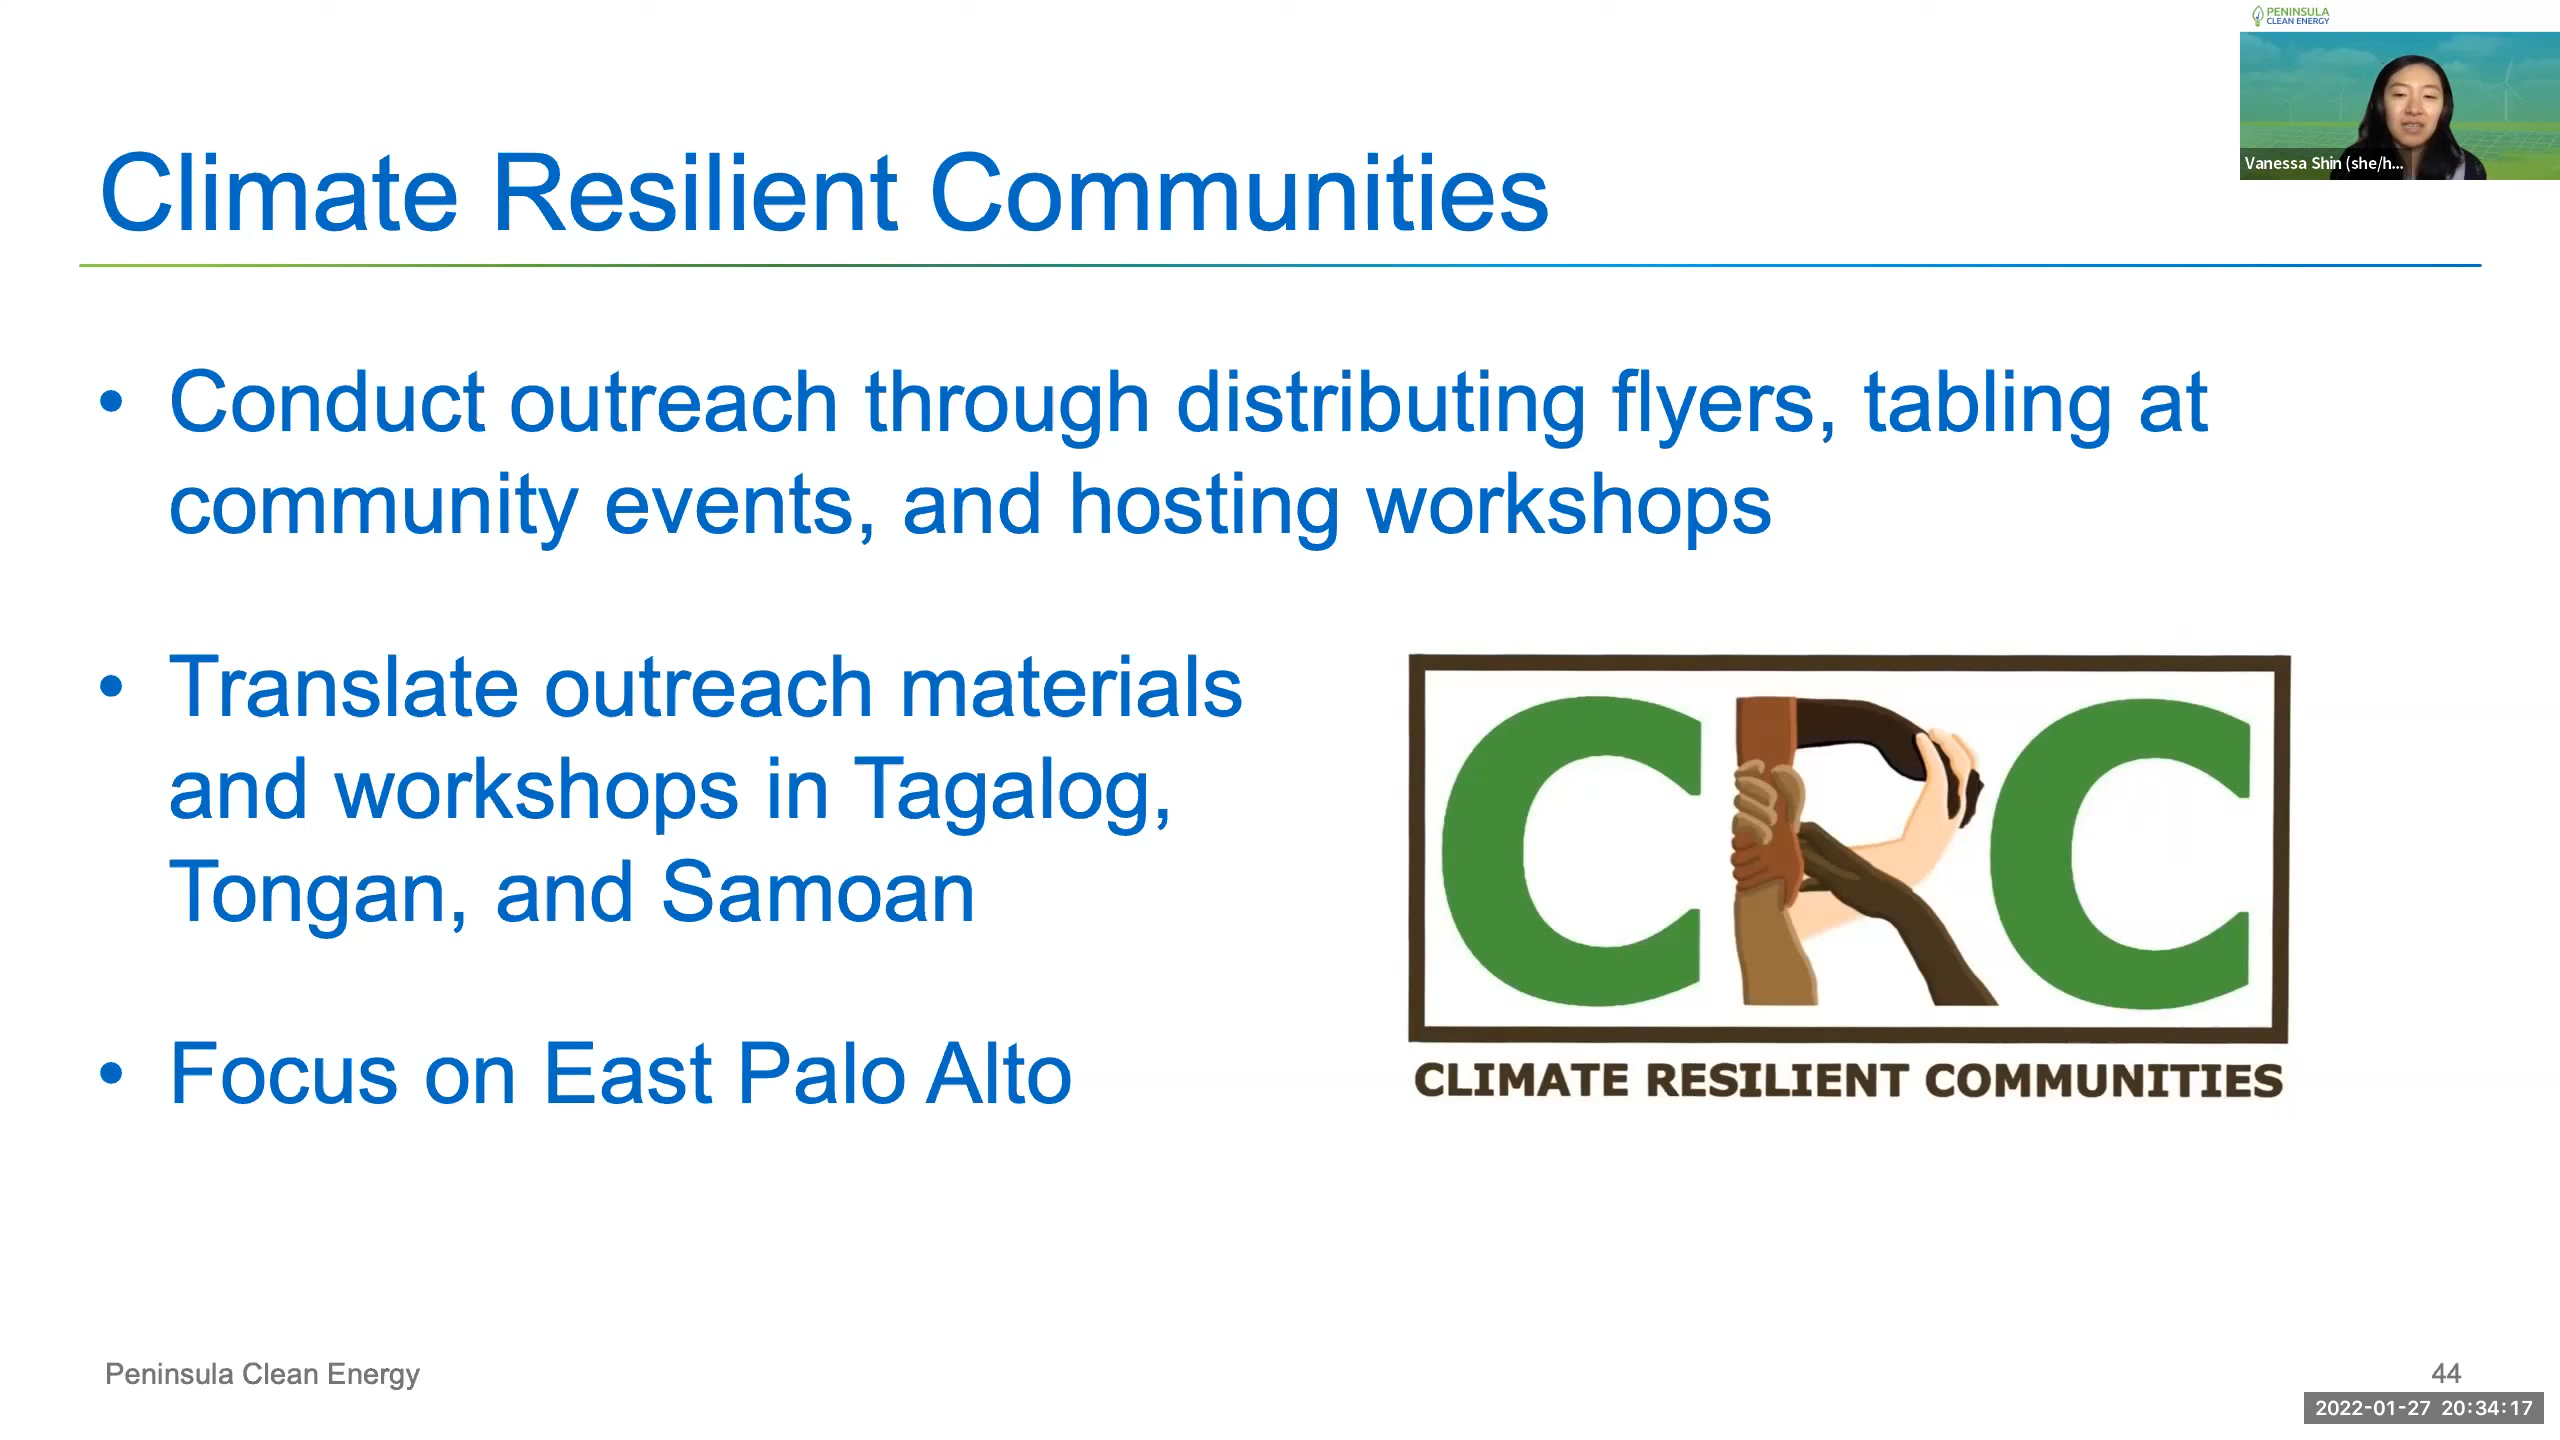 PENINSULA
CLEAN ENERGY
Vanessa Shin (she/h...
Climate Resilient Communities
• Conduct outreach through distributing flyers, tabling at
community events, and hosting workshops
• Translate outreach materials
and workshops in Tagalog,
Tongan, and Samoan
• Focus on East Palo Alto
CRC
CLIMATE RESILIENT COMMUNITIES
Peninsula Clean Energy
44
2022-01-27 20:34:17